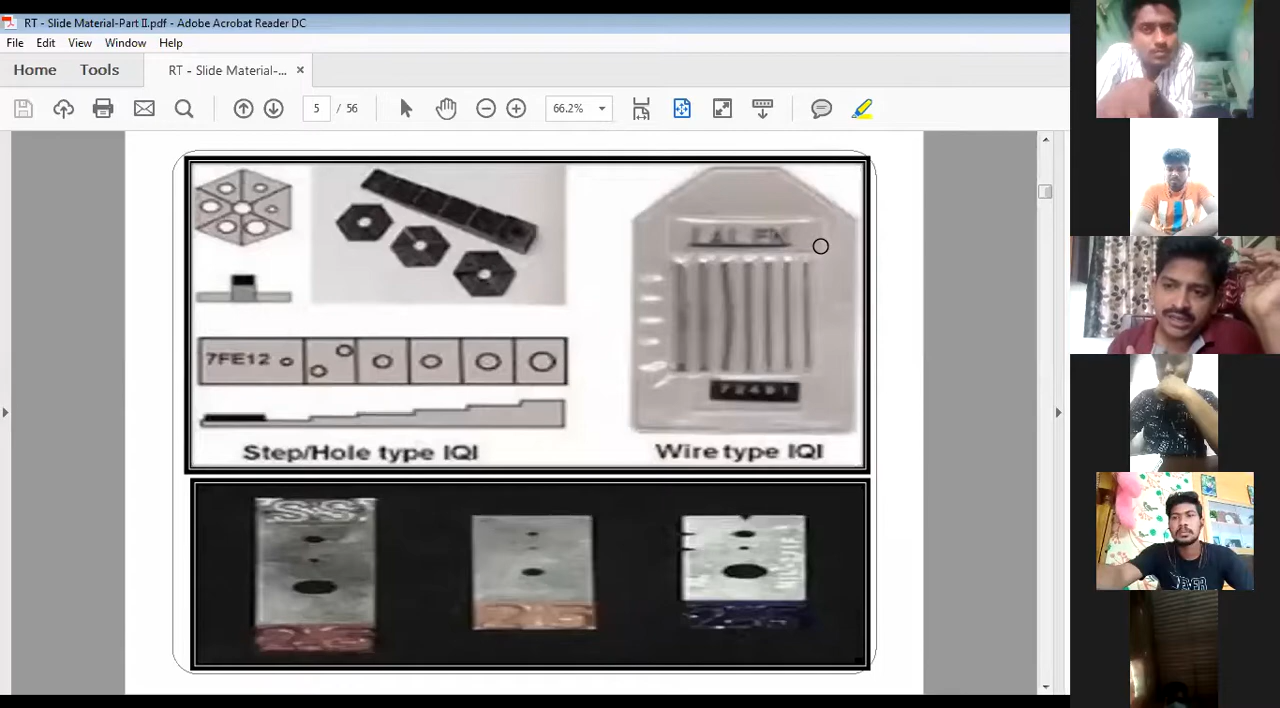 RT - Slide Material-Part II.pdf - Adobe Acrobat Reader DC
File Edit View Window Help
Home Tools RT - Slide Material-... ×
5 / 56 66.2%
7FE12
Step/Hole type IQI
Wire type IQI